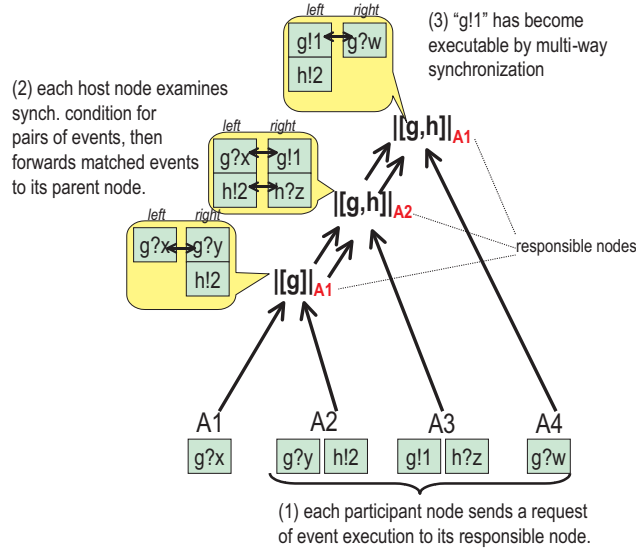 left right
g!1 g?w
h!2
(3) “g!1” has become
executable by multi-way
synchronization
(2) each host node examines
synch. condition for
pairs of events, then
forwards matched events
to its parent node.
|[g,h]|A1
left right
g?x g!1
h!2 h?z
|[g,h]|A2
left right
g?x g?y
h!2
responsible nodes
|[g]|A1
A1 A2 A3 A4
g?x g?y h!2 g!1 h?z g?w
(1) each participant node sends a request
of event execution to its responsible node.